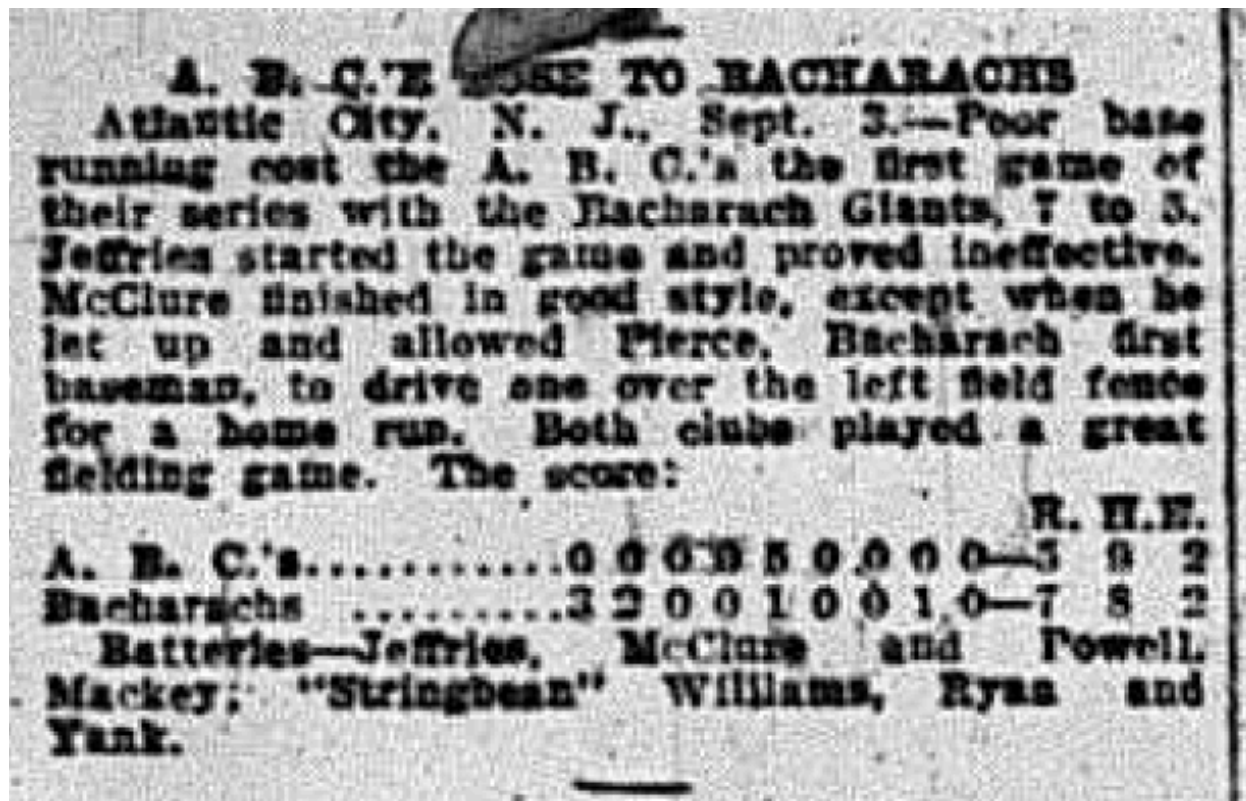 A. B. C.'S LOSE TO BACHARACHS
Atlantic City, N. J., Sept. 3.—Poor base
running cost the A. B. C.'s the first game of
their series with the Bacharach Giants, 7 to 5.
Jeffries started the game and proved ineffective.
McClure finished in good style, except when he
let up and allowed Pierce, Bacharach first
baseman, to drive one over the left field fence
for a home run. Both clubs played a great
fielding game. The score:
R. H. E.
A. B. C.'s...........0 0 0 0 5 0 0 0 0—5 9 2
Bacharachs .........3 2 0 0 1 0 0 1 0—7 8 2
Batteries—Jeffries, McClure and Powell,
Mackey; "Stringbean" Williams, Ryan and
Yank.